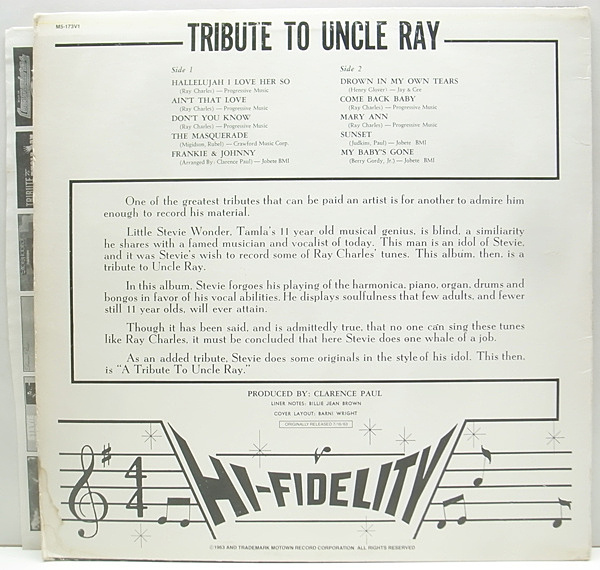 M5-173V1
TRIBUTE TO UNCLE RAY
Side 1
HALLELUJAH I LOVE HER SO
(Ray Charles) — Progressive Music
AIN'T THAT LOVE
(Ray Charles) — Progressive Music
DON'T YOU KNOW
(Ray Charles) — Progressive Music
THE MASQUERADE
(Migidson, Rubel) — Crawford Music Corp.
FRANKIE & JOHNNY
(Arranged By: Clarence Paul) — Jobete BMI
Side 2
DROWN IN MY OWN TEARS
(Henry Glover) — Jay & Cee
COME BACK BABY
(Ray Charles) — Progressive Music
MARY ANN
(Ray Charles) — Progressive Music
SUNSET
(Judkins, Paul) — Jobete BMI
MY BABY'S GONE
(Berry Gordy, Jr.) — Jobete BMI
One of the greatest tributes that can be paid an artist is for another to admire him
enough to record his material.
Little Stevie Wonder, Tamla's 11 year old musical genius, is blind, a similiarity
he shares with a famed musician and vocalist of today. This man is an idol of Stevie,
and it was Stevie's wish to record some of Ray Charles' tunes. This album, then, is a
tribute to Uncle Ray.
In this album, Stevie forgoes his playing of the harmonica, piano, organ, drums and
bongos in favor of his vocal abilities. He displays soulfulness that few adults, and fewer
still 11 year olds, will ever attain.
Though it has been said, and is admittedly true, that no one can sing these tunes
like Ray Charles, it must be concluded that here Stevie does one whale of a job.
As an added tribute, Stevie does some originals in the style of his idol. This then,
is "A Tribute To Uncle Ray."
PRODUCED BY: CLARENCE PAUL
LINER NOTES: BILLIE JEAN BROWN
COVER LAYOUT: BARNI WRIGHT
ORIGINALLY RELEASED 7/16/63
4
4
HI-FIDELITY
©1963 AND TRADEMARK MOTOWN RECORD CORPORATION ALL RIGHTS RESERVED